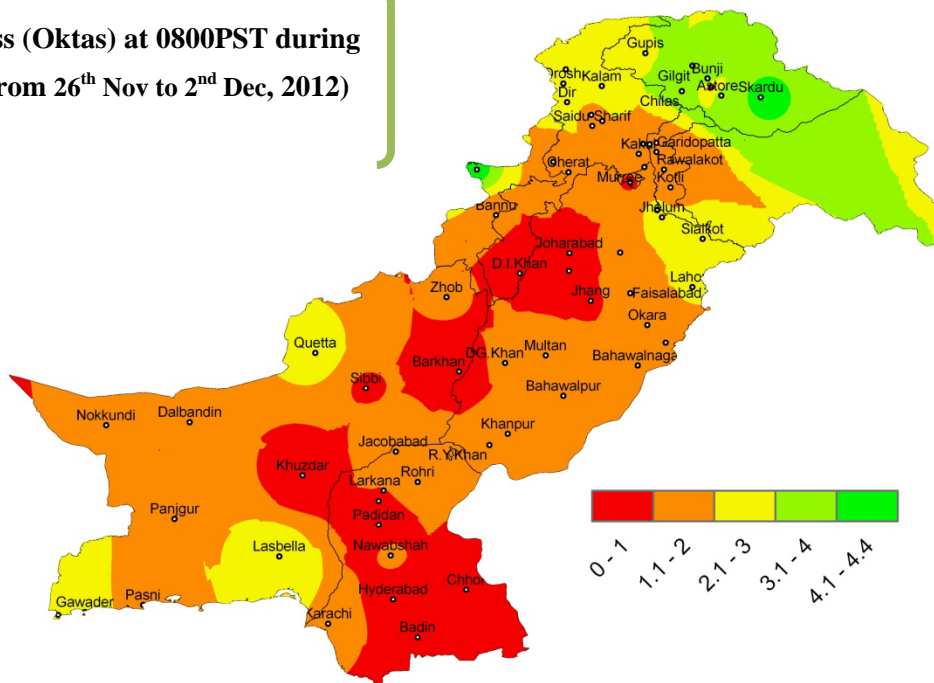 ss (Oktas) at 0800PST during
from 26th Nov to 2nd Dec, 2012)
Gupis
Drosh
Kalam
Gilgit
Bunji
Dir
Astore
Skardu
Chilas
Saidu Sharif
Garidopatta
Rawalakot
Cherat
Murree
Kotli
Bannu
Jhelum
Sialkot
Joharabad
D.I.Khan
Laho
Zhob
Jhang
Faisalabad
Okara
Quetta
Barkhan
DG.Khan
Multan
Bahawalnaga
Sibbi
Bahawalpur
Nokkundi
Dalbandin
Khanpur
Jacobabad
R.Y.Khan
Khuzdar
Rohri
Larkana
Panjgur
Padidan
Lasbella
Nawabshah
Hyderabad
Chhor
Gawader
Pasni
Karachi
Badin
0 - 1
1.1 - 2
2.1 - 3
3.1 - 4
4.1 - 4.4